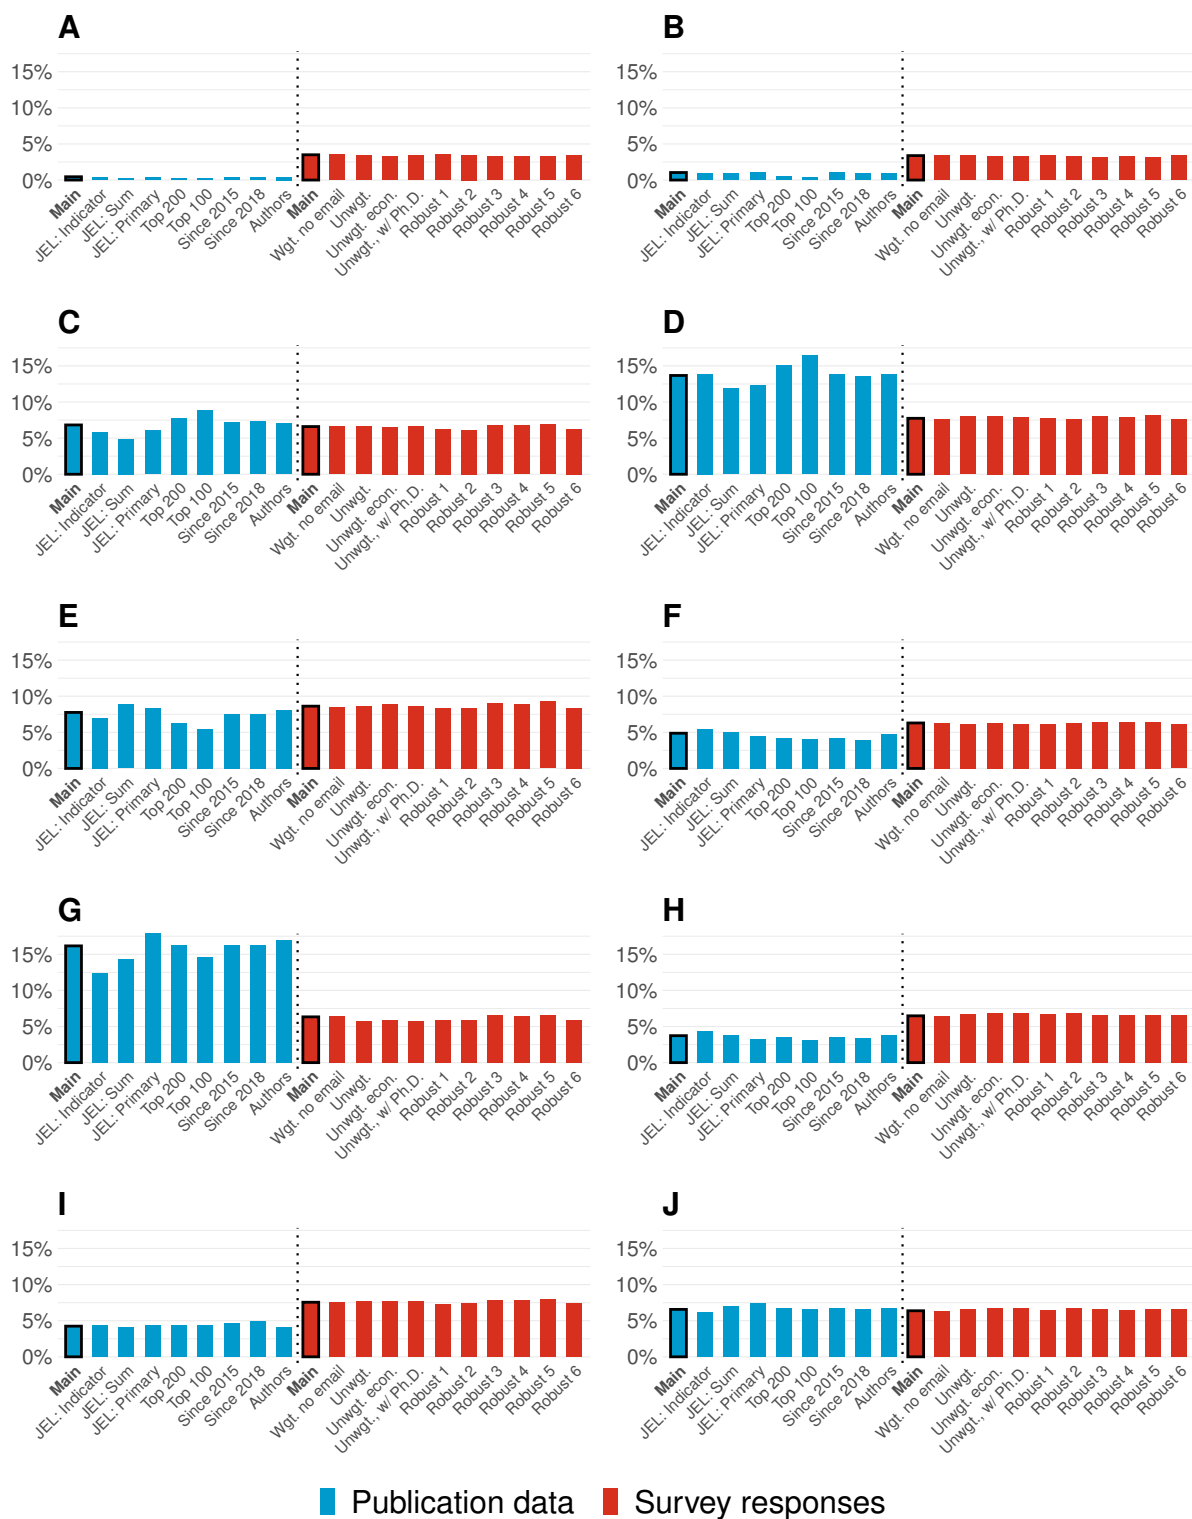 A
15%
10%
5%
0%
Main
JEL: Indicator
JEL: Sum
JEL: Primary
Top 200
Top 100
Since 2015
Since 2018
Authors
Main
Wgt. no email
Unwgt.
Unwgt. econ.
Unwgt., w/ Ph.D.
Robust 1
Robust 2
Robust 3
Robust 4
Robust 5
Robust 6
B
15%
10%
5%
0%
Main
JEL: Indicator
JEL: Sum
JEL: Primary
Top 200
Top 100
Since 2015
Since 2018
Authors
Main
Wgt. no email
Unwgt.
Unwgt. econ.
Unwgt., w/ Ph.D.
Robust 1
Robust 2
Robust 3
Robust 4
Robust 5
Robust 6
C
15%
10%
5%
0%
Main
JEL: Indicator
JEL: Sum
JEL: Primary
Top 200
Top 100
Since 2015
Since 2018
Authors
Main
Wgt. no email
Unwgt.
Unwgt. econ.
Unwgt., w/ Ph.D.
Robust 1
Robust 2
Robust 3
Robust 4
Robust 5
Robust 6
D
15%
10%
5%
0%
Main
JEL: Indicator
JEL: Sum
JEL: Primary
Top 200
Top 100
Since 2015
Since 2018
Authors
Main
Wgt. no email
Unwgt.
Unwgt. econ.
Unwgt., w/ Ph.D.
Robust 1
Robust 2
Robust 3
Robust 4
Robust 5
Robust 6
E
15%
10%
5%
0%
Main
JEL: Indicator
JEL: Sum
JEL: Primary
Top 200
Top 100
Since 2015
Since 2018
Authors
Main
Wgt. no email
Unwgt.
Unwgt. econ.
Unwgt., w/ Ph.D.
Robust 1
Robust 2
Robust 3
Robust 4
Robust 5
Robust 6
F
15%
10%
5%
0%
Main
JEL: Indicator
JEL: Sum
JEL: Primary
Top 200
Top 100
Since 2015
Since 2018
Authors
Main
Wgt. no email
Unwgt.
Unwgt. econ.
Unwgt., w/ Ph.D.
Robust 1
Robust 2
Robust 3
Robust 4
Robust 5
Robust 6
G
15%
10%
5%
0%
Main
JEL: Indicator
JEL: Sum
JEL: Primary
Top 200
Top 100
Since 2015
Since 2018
Authors
Main
Wgt. no email
Unwgt.
Unwgt. econ.
Unwgt., w/ Ph.D.
Robust 1
Robust 2
Robust 3
Robust 4
Robust 5
Robust 6
H
15%
10%
5%
0%
Main
JEL: Indicator
JEL: Sum
JEL: Primary
Top 200
Top 100
Since 2015
Since 2018
Authors
Main
Wgt. no email
Unwgt.
Unwgt. econ.
Unwgt., w/ Ph.D.
Robust 1
Robust 2
Robust 3
Robust 4
Robust 5
Robust 6
I
15%
10%
5%
0%
Main
JEL: Indicator
JEL: Sum
JEL: Primary
Top 200
Top 100
Since 2015
Since 2018
Authors
Main
Wgt. no email
Unwgt.
Unwgt. econ.
Unwgt., w/ Ph.D.
Robust 1
Robust 2
Robust 3
Robust 4
Robust 5
Robust 6
J
15%
10%
5%
0%
Main
JEL: Indicator
JEL: Sum
JEL: Primary
Top 200
Top 100
Since 2015
Since 2018
Authors
Main
Wgt. no email
Unwgt.
Unwgt. econ.
Unwgt., w/ Ph.D.
Robust 1
Robust 2
Robust 3
Robust 4
Robust 5
Robust 6
Publication data
Survey responses